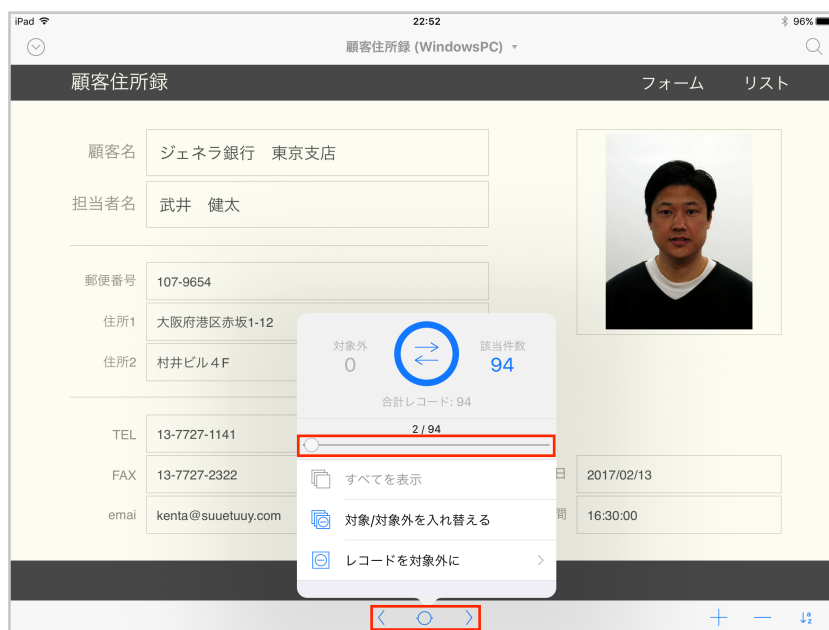 iPad 22:52 96%
顧客住所録 (WindowsPC)
顧客住所録 フォーム リスト
顧客名 ジェネラ銀行 東京支店
担当者名 武井 健太
郵便番号 107-9654
住所1 大阪府港区赤坂1-12
住所2 村井ビル4F
対象外 該当件数
0 94
合計レコード: 94
2 / 94
TEL 13-7727-1141
FAX 13-7727-2322
日 2017/02/13
emai kenta@suuetuuy.com
間 16:30:00
すべてを表示
対象/対象外を入れ替える
レコードを対象外に
a
z